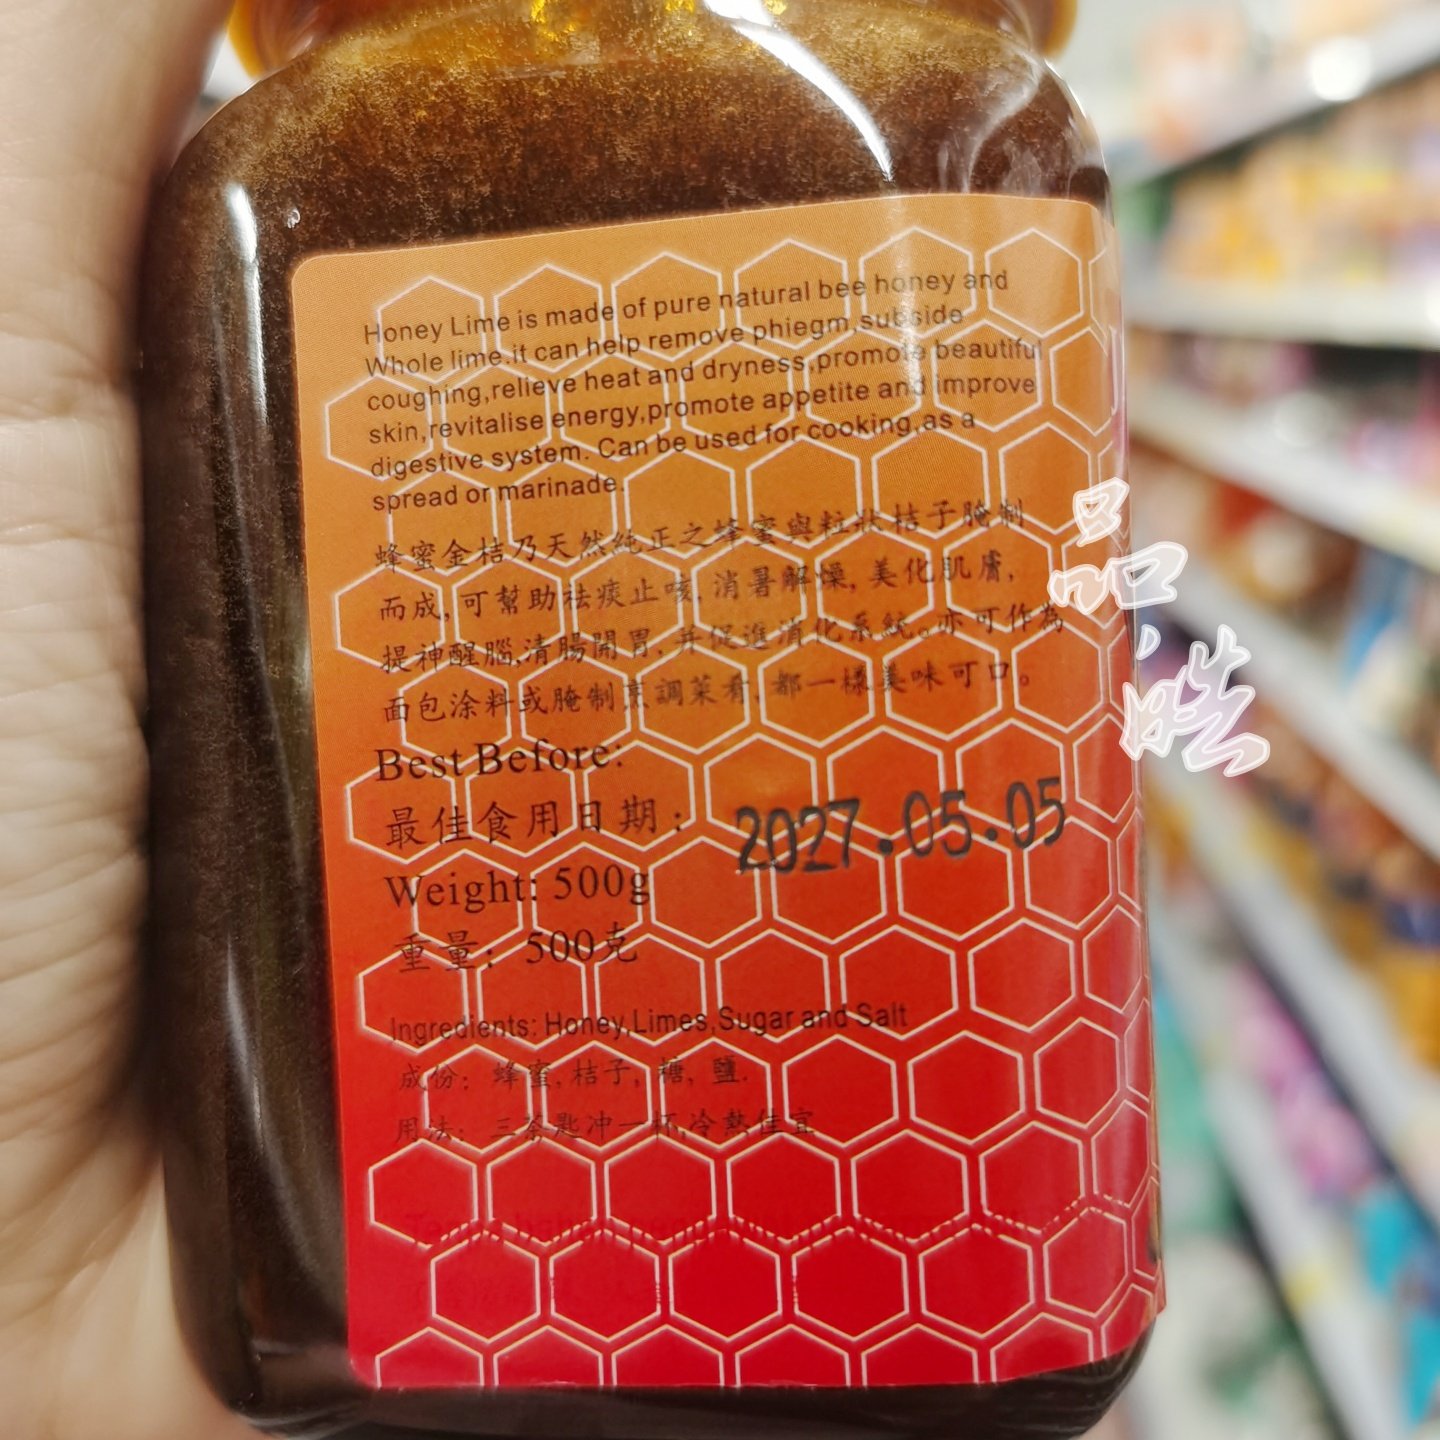 Honey Lime is made of pure natural bee honey and
Whole lime.it can help remove phiegm,subside
coughing,relieve heat and dryness,promote beautiful
skin,revitalise energy,promote appetite and improve
digestive system. Can be used for cooking,as a
spread or marinade.
蜂蜜金桔乃天然純正之蜂蜜與粒狀桔子腌制
而成,可幫助祛痰止咳,消暑解燥,美化肌膚,
提神醒腦,清腸開胃,并促進消化系統。亦可作為
面包涂料或腌制烹調菜肴,都一樣美味可口。
Best Before:
最佳食用日期: 2027.05.05
Weight: 500g
重量: 500克
Ingredients: Honey,Limes,Sugar and Salt
成份: 蜂蜜,桔子,糖,鹽.
用法: 三茶匙冲一杯,冷熱佳宜
品皓